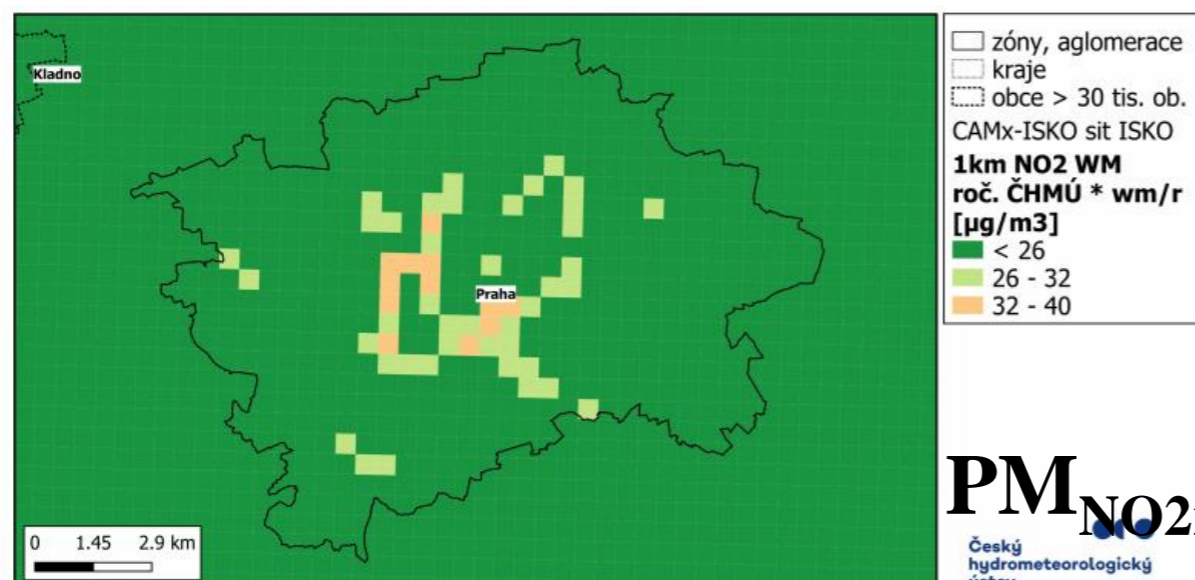 Kladno
Praha
0 1.45 2.9 km
zóny, aglomerace
kraje
obce > 30 tis. ob.
CAMx-ISKO sit ISKO
1km NO2 WM
roč. ČHMÚ * wm/r
[µg/m3]
< 26
26 - 32
32 - 40
PM
NO2
Český
hydrometeorologický